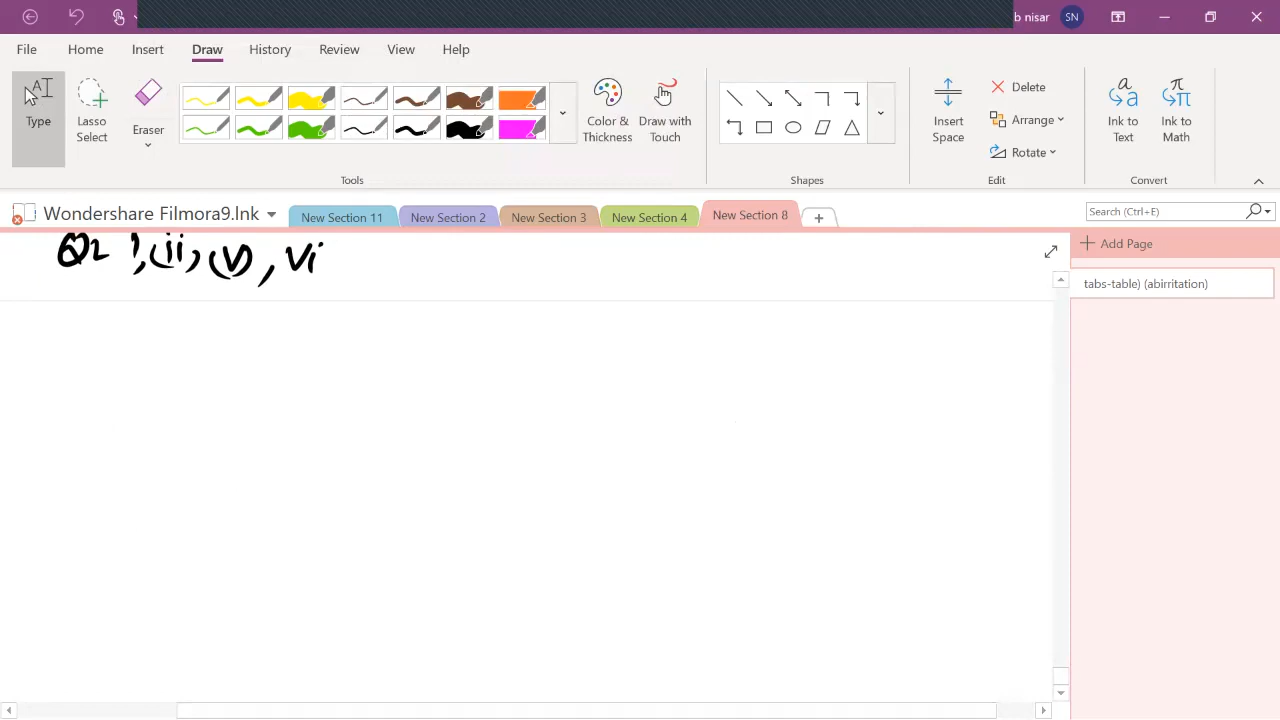 b nisar SN
File Home Insert Draw History Review View Help
Type Lasso Select Eraser Color & Thickness Draw with Touch Insert Space Delete Arrange Rotate Ink to Text Ink to Math
Tools Shapes Edit Convert
Wondershare Filmora9.lnk New Section 11 New Section 2 New Section 3 New Section 4 New Section 8 Search (Ctrl+E)
Add Page
Q2 i, (ii, (v), vi
tabs-table) (abirritation)